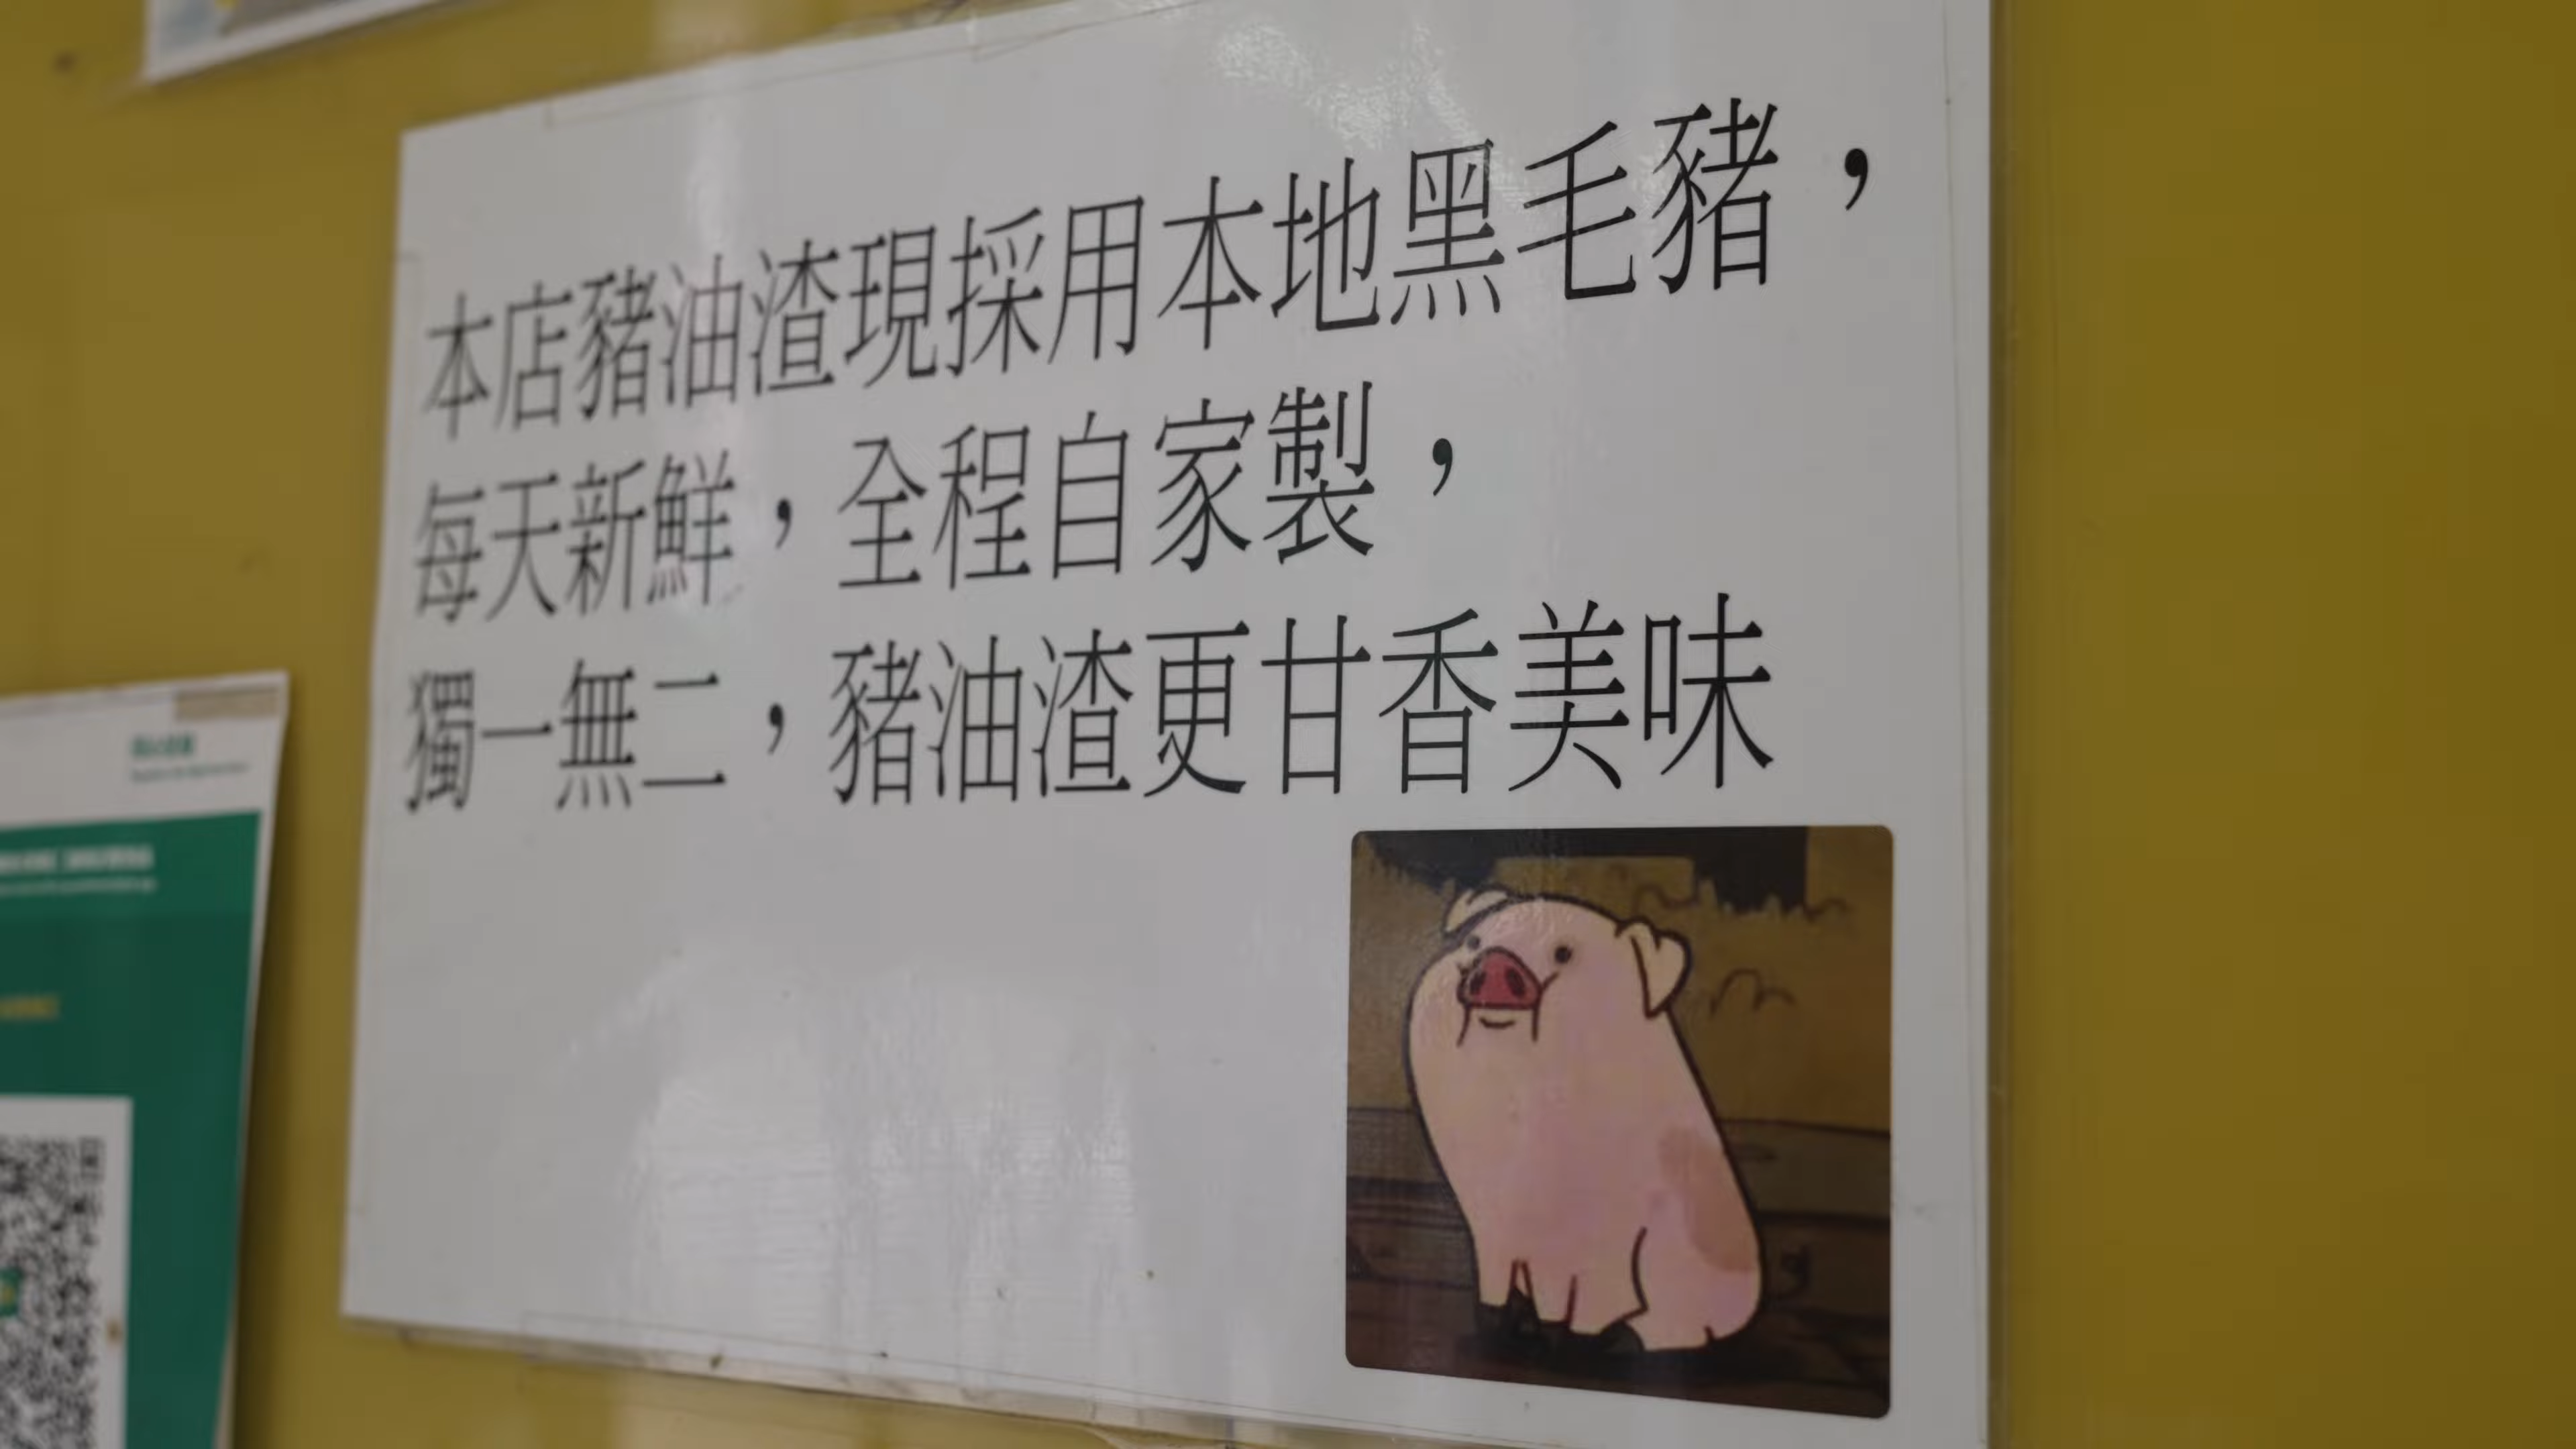 本店豬油渣現採用本地黑毛豬，
每天新鮮，全程自家製，
獨一無二，豬油渣更甘香美味